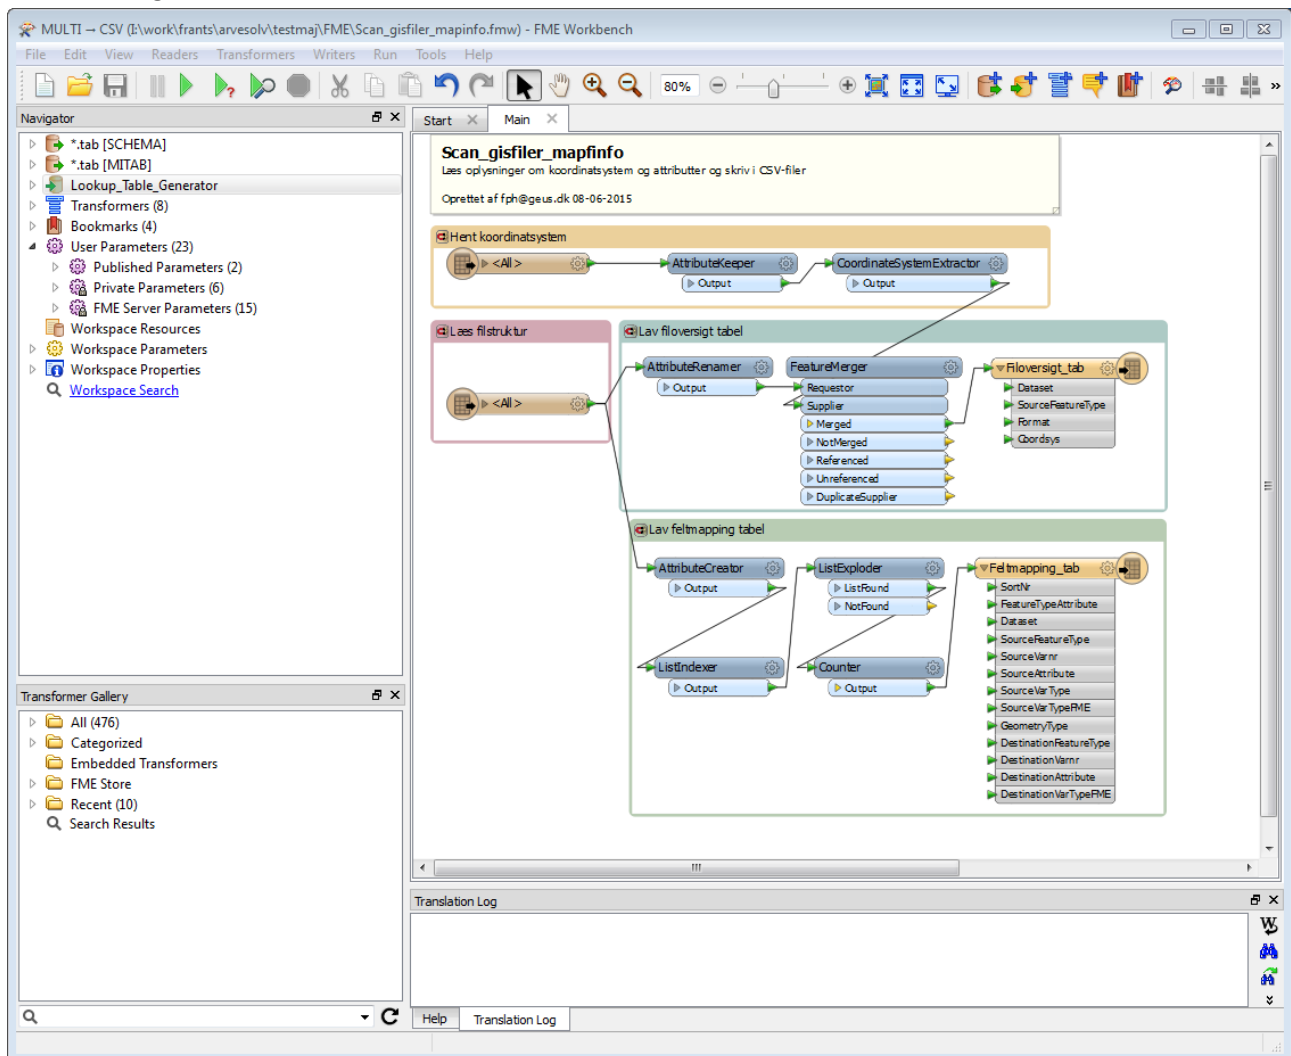 MULTI → CSV (I:\work\frants\arvesolv\testmaj\FME\Scan_gisfiler_mapinfo.fmw) - FME Workbench
File Edit View Readers Transformers Writers Run Tools Help
80%
Navigator
*.tab [SCHEMA]
*.tab [MITAB]
Lookup_Table_Generator
Transformers (8)
Bookmarks (4)
User Parameters (23)
Published Parameters (2)
Private Parameters (6)
FME Server Parameters (15)
Workspace Resources
Workspace Parameters
Workspace Properties
Workspace Search
Transformer Gallery
All (476)
Categorized
Embedded Transformers
FME Store
Recent (10)
Search Results
Start Main
Scan_gisfiler_mapfinfo
Læs oplysninger om koordinatsystem og attributter og skriv i CSV-filer
Oprettet af fph@geus.dk 08-06-2015
Hent koordinatsystem
<All> AttributeKeeper CoordinateSystemExtractor
Output Output
Læs filstruktur
<All>
Lav filoversigt tabel
AttributeRenamer FeatureMerger Filoversigt_tab
Output Requestor Dataset
Supplier SourceFeatureType
Merged Format
NotMerged Coordsys
Referenced
Unreferenced
DuplicateSupplier
Lav feltmapping tabel
AttributeCreator ListExploder Feltmapping_tab
Output ListFound SortNr
NotFound FeatureTypeAttribute
Dataset
SourceFeatureType
SourceVarnr
ListIndexer Counter SourceAttribute
Output Output SourceVarType
SourceVarTypeFME
GeometryType
DestinationFeatureType
DestinationVarnr
DestinationAttribute
DestinationVarTypeFME
Translation Log
Help Translation Log